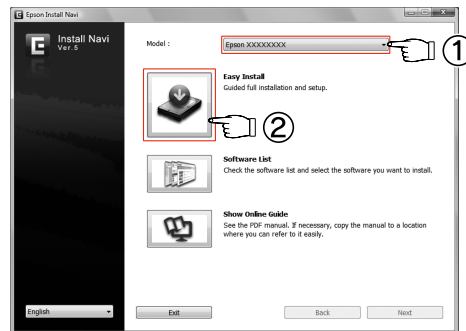 Epson Install Navi
Install Navi
Ver.5
Model :
Epson XXXXXXXX
1
Easy Install
Guided full installation and setup.
2
Software List
Check the software list and select the software you want to install.
Show Online Guide
See the PDF manual. If necessary, copy the manual to a location
where you can refer to it easily.
English
Exit
Back
Next